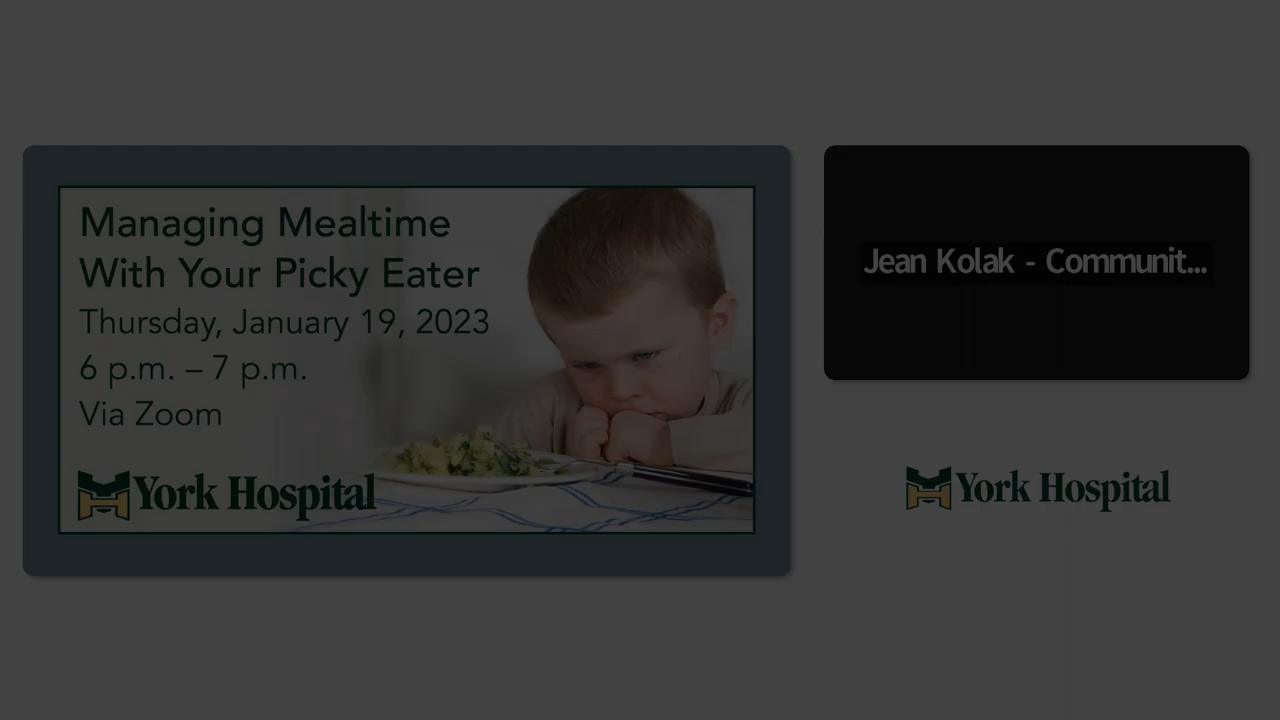 Managing Mealtime
With Your Picky Eater
Thursday, January 19, 2023
6 p.m. – 7 p.m.
Via Zoom
York Hospital
Jean Kolak - Communit...
York Hospital